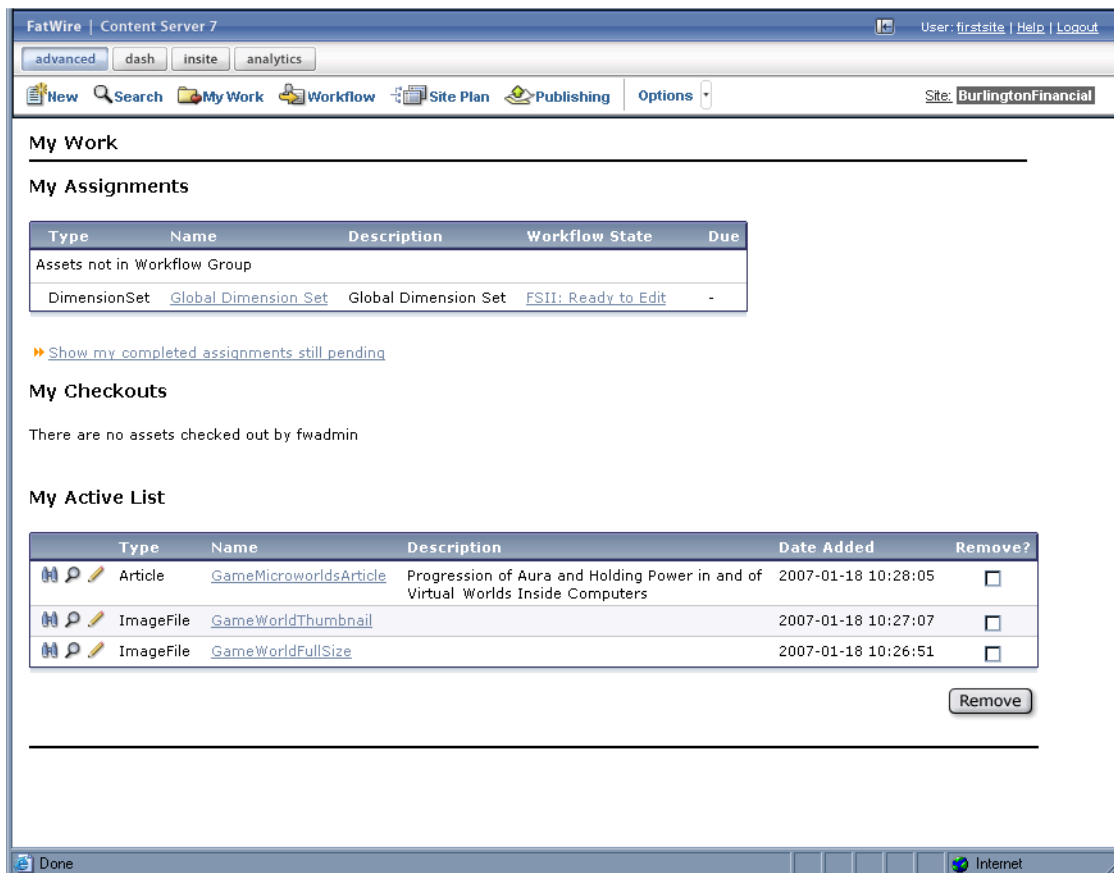 FatWire | Content Server 7 User: firstsite | Help | Logout
advanced dash insite analytics
New Search My Work Workflow Site Plan Publishing Options Site: BurlingtonFinancial
My Work
My Assignments
Type Name Description Workflow State Due
Assets not in Workflow Group
DimensionSet Global Dimension Set Global Dimension Set FSII: Ready to Edit -
Show my completed assignments still pending
My Checkouts
There are no assets checked out by fwadmin
My Active List
Type Name Description Date Added Remove?
Article GameMicroworldsArticle Progression of Aura and Holding Power in and of 2007-01-18 10:28:05
Virtual Worlds Inside Computers
ImageFile GameWorldThumbnail 2007-01-18 10:27:07
ImageFile GameWorldFullSize 2007-01-18 10:26:51
Remove
Done Internet